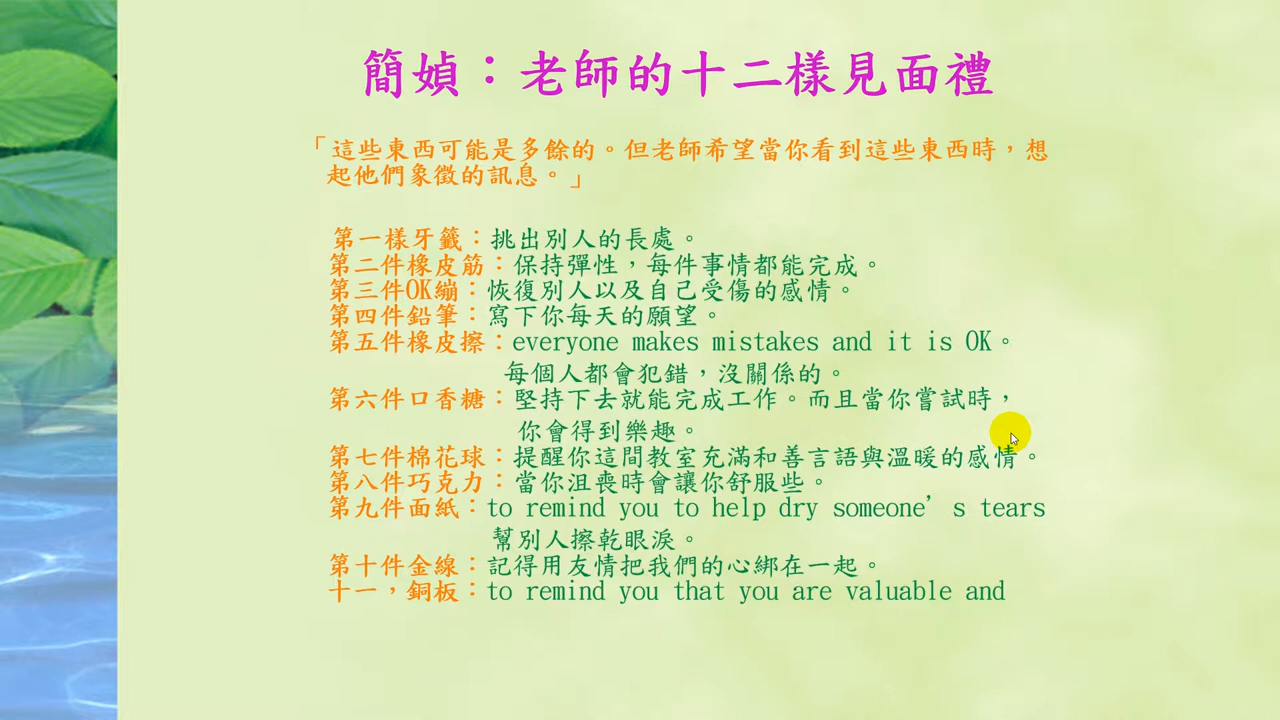 簡媜：老師的十二樣見面禮
「這些東西可能是多餘的。但老師希望當你看到這些東西時，想
起他們象徵的訊息。」
第一樣牙籤：挑出別人的長處。
第二件橡皮筋：保持彈性，每件事情都能完成。
第三件OK繃：恢復別人以及自己受傷的感情。
第四件鉛筆：寫下你每天的願望。
第五件橡皮擦：everyone makes mistakes and it is OK。
每個人都會犯錯，沒關係的。
第六件口香糖：堅持下去就能完成工作。而且當你嘗試時，
你會得到樂趣。
第七件棉花球：提醒你這間教室充滿和善言語與溫暖的感情。
第八件巧克力：當你沮喪時會讓你舒服些。
第九件面紙：to remind you to help dry someone’s tears
幫別人擦乾眼淚。
第十件金線：記得用友情把我們的心綁在一起。
十一，銅板：to remind you that you are valuable and